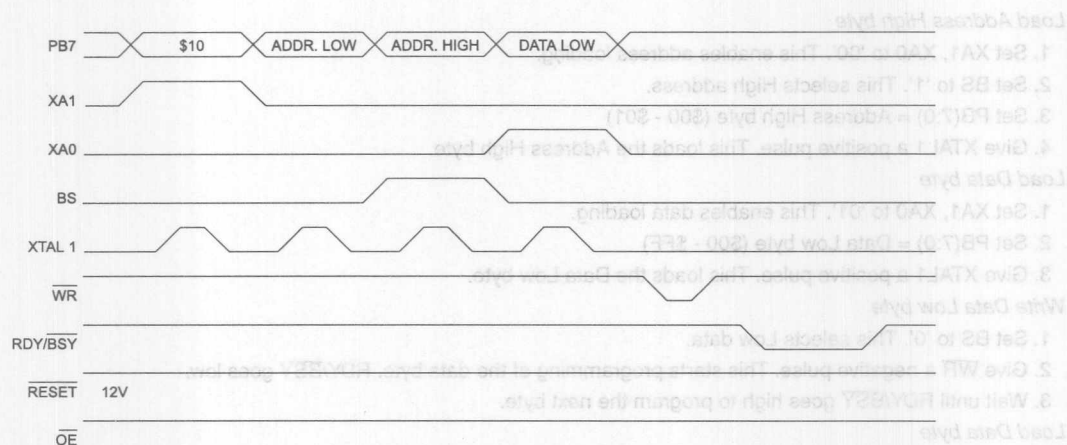 PB7 $10 ADDR. LOW ADDR. HIGH DATA LOW
XA1
XA0
BS
XTAL 1
WR
RDY/BSY
RESET 12V
OE
Load Address High byte
1. Set XA1, XA0 to '00'. This enables address loading.
2. Set BS to '1'. This selects High address.
3. Set PB(7:0) = Address High byte ($00 - $01)
4. Give XTAL1 a positive pulse. This loads the Address High byte.
Load Data byte
1. Set XA1, XA0 to '01'. This enables data loading.
2. Set PB(7:0) = Data Low byte ($00 - $FF)
3. Give XTAL1 a positive pulse. This loads the Data Low byte.
Write Data Low byte
1. Set BS to '0'. This selects Low data.
2. Give WR a negative pulse. This starts programming of the data byte. RDY/BSY goes low.
3. Wait until RDY/BSY goes high to program the next byte.
Load Data byte